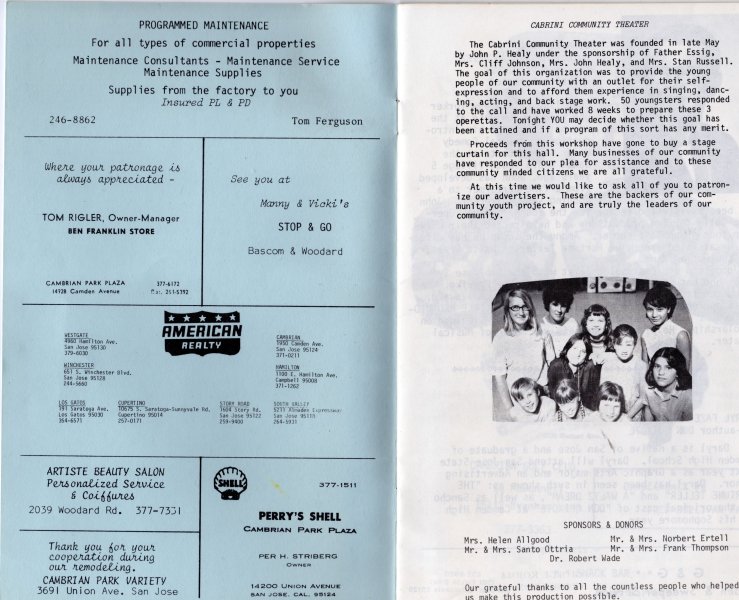 PROGRAMMED MAINTENANCE
For all types of commercial properties
Maintenance Consultants - Maintenance Service
Maintenance Supplies
Supplies from the factory to you
Insured PL & PD
246-8862 Tom Ferguson
Where your patronage is
always appreciated -
TOM RIGLER, Owner-Manager
BEN FRANKLIN STORE
CAMBRIAN PARK PLAZA 377-6172
14928 Camden Avenue
See you at
Manny & Vicki's
STOP & GO
Bascom & Woodard
AMERICAN
REALTY
WESTGATE
4960 Hamilton Ave.
San Jose 95130
379-6030
WINCHESTER
651 S. Winchester Blvd.
San Jose 95128
244-5660
CAMBRIAN
1950 Camden Ave.
San Jose 95124
371-0211
HAMILTON
1100 E. Hamilton Ave.
Campbell 95008
371-1262
LOS GATOS
191 Saratoga Ave.
Los Gatos 95030
354-6571
CUPERTINO
10675 S. Saratoga-Sunnyvale Rd.
Cupertino 95014
257-0171
STORY ROAD
1604 Story Rd.
San Jose 95122
259-9400
SOUTH VALLEY
5211 Almaden Expressway
San Jose
264-5931
ARTISTE BEAUTY SALON
Personalized Service
& Coiffures
2039 Woodard Rd. 377-7331
Thank you for your
cooperation during
our remodeling.
CAMBRIAN PARK VARIETY
3691 Union Ave. San Jose
SHELL
377-1511
PERRY'S SHELL
CAMBRIAN PARK PLAZA
PER H. STRIBERG
OWNER
14200 UNION AVENUE
SAN JOSE, CAL. 95124
CABRINI COMMUNITY THEATER
The Cabrini Community Theater was founded in late May
by John P. Healy under the sponsorship of Father Essig,
Mrs. Cliff Johnson, Mrs. John Healy, and Mrs. Stan Russell.
The goal of this organization was to provide the young
people of our community with an outlet for their self-
expression and to afford them experience in singing, danc-
ing, acting, and back stage work. 50 youngsters responded
to the call and have worked 8 weeks to prepare these 3
operettas. Tonight YOU may decide whether this goal has
been attained and if a program of this sort has any merit.
Proceeds from this workshop have gone to buy a stage
curtain for this hall. Many businesses of our community
have responded to our plea for assistance and to these
community minded citizens we are all grateful.
At this time we would like to ask all of you to patron-
ize our advertisers. These are the backers of our com-
munity youth project, and are truly the leaders of our
community.
SPONSORS & DONORS
Mrs. Helen Allgood Mr. & Mrs. Norbert Ertell
Mr. & Mrs. Santo Ottria Mr. & Mrs. Frank Thompson
Dr. Robert Wade
Our grateful thanks to all the countless people who helped
us make this production possible.